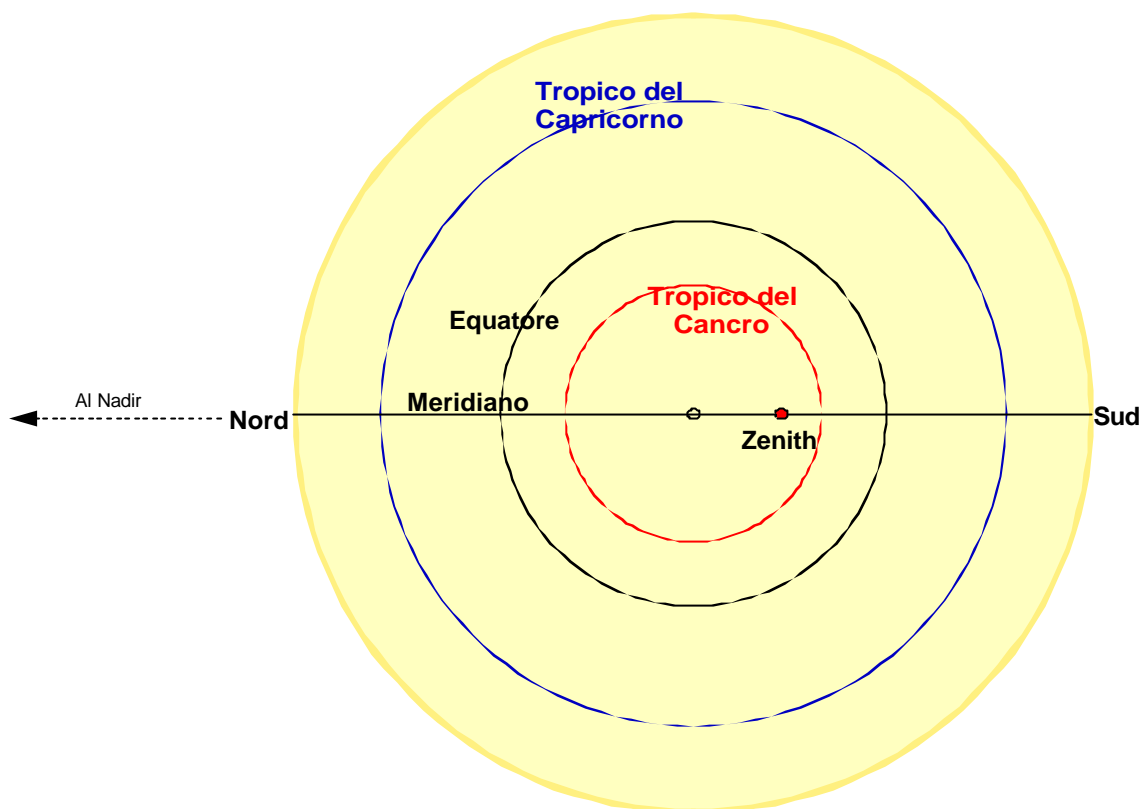 Tropico del
Capricorno
Tropico del
Cancro
Equatore
Meridiano
Al Nadir
Nord
Sud
Zenith